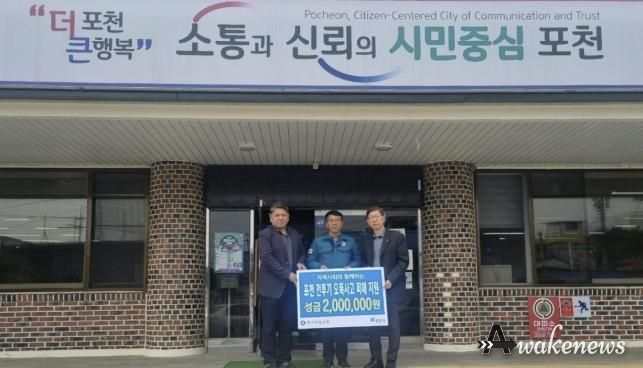 Pocheon, Citizen-Centered City of Communication and Trust
“더 포천
큰행복”
소통과 신뢰의 시민중심 포천
지역사회와 함께하는
포천 전투기 오폭사고 피해 지원
성금 2,000,000원
대피소
Awakenews